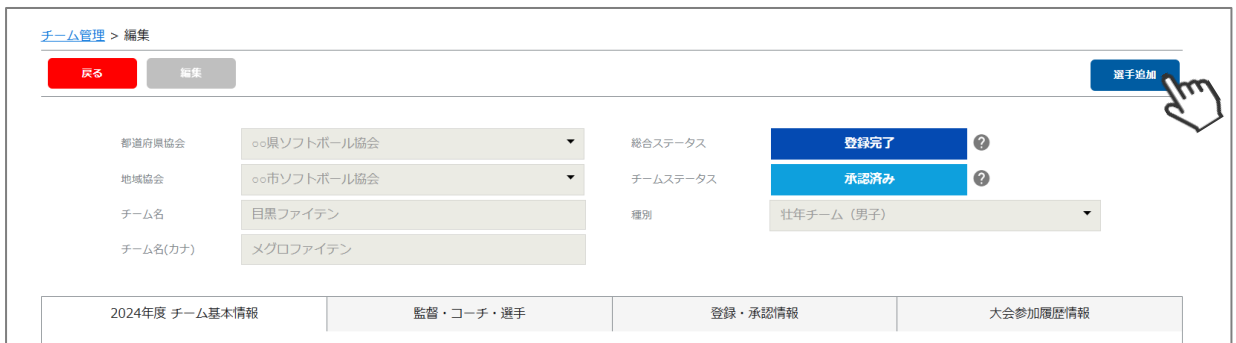 チーム管理 > 編集
戻る 編集 選手追加
都道府県協会 ○○県ソフトボール協会 総合ステータス 登録完了 ?
地域協会 ○○市ソフトボール協会 チームステータス 承認済み ?
チーム名 目黒ファイテン 種別 壮年チーム（男子）
チーム名(カナ) メグロファイテン
2024年度 チーム基本情報 監督・コーチ・選手 登録・承認情報 大会参加履歴情報